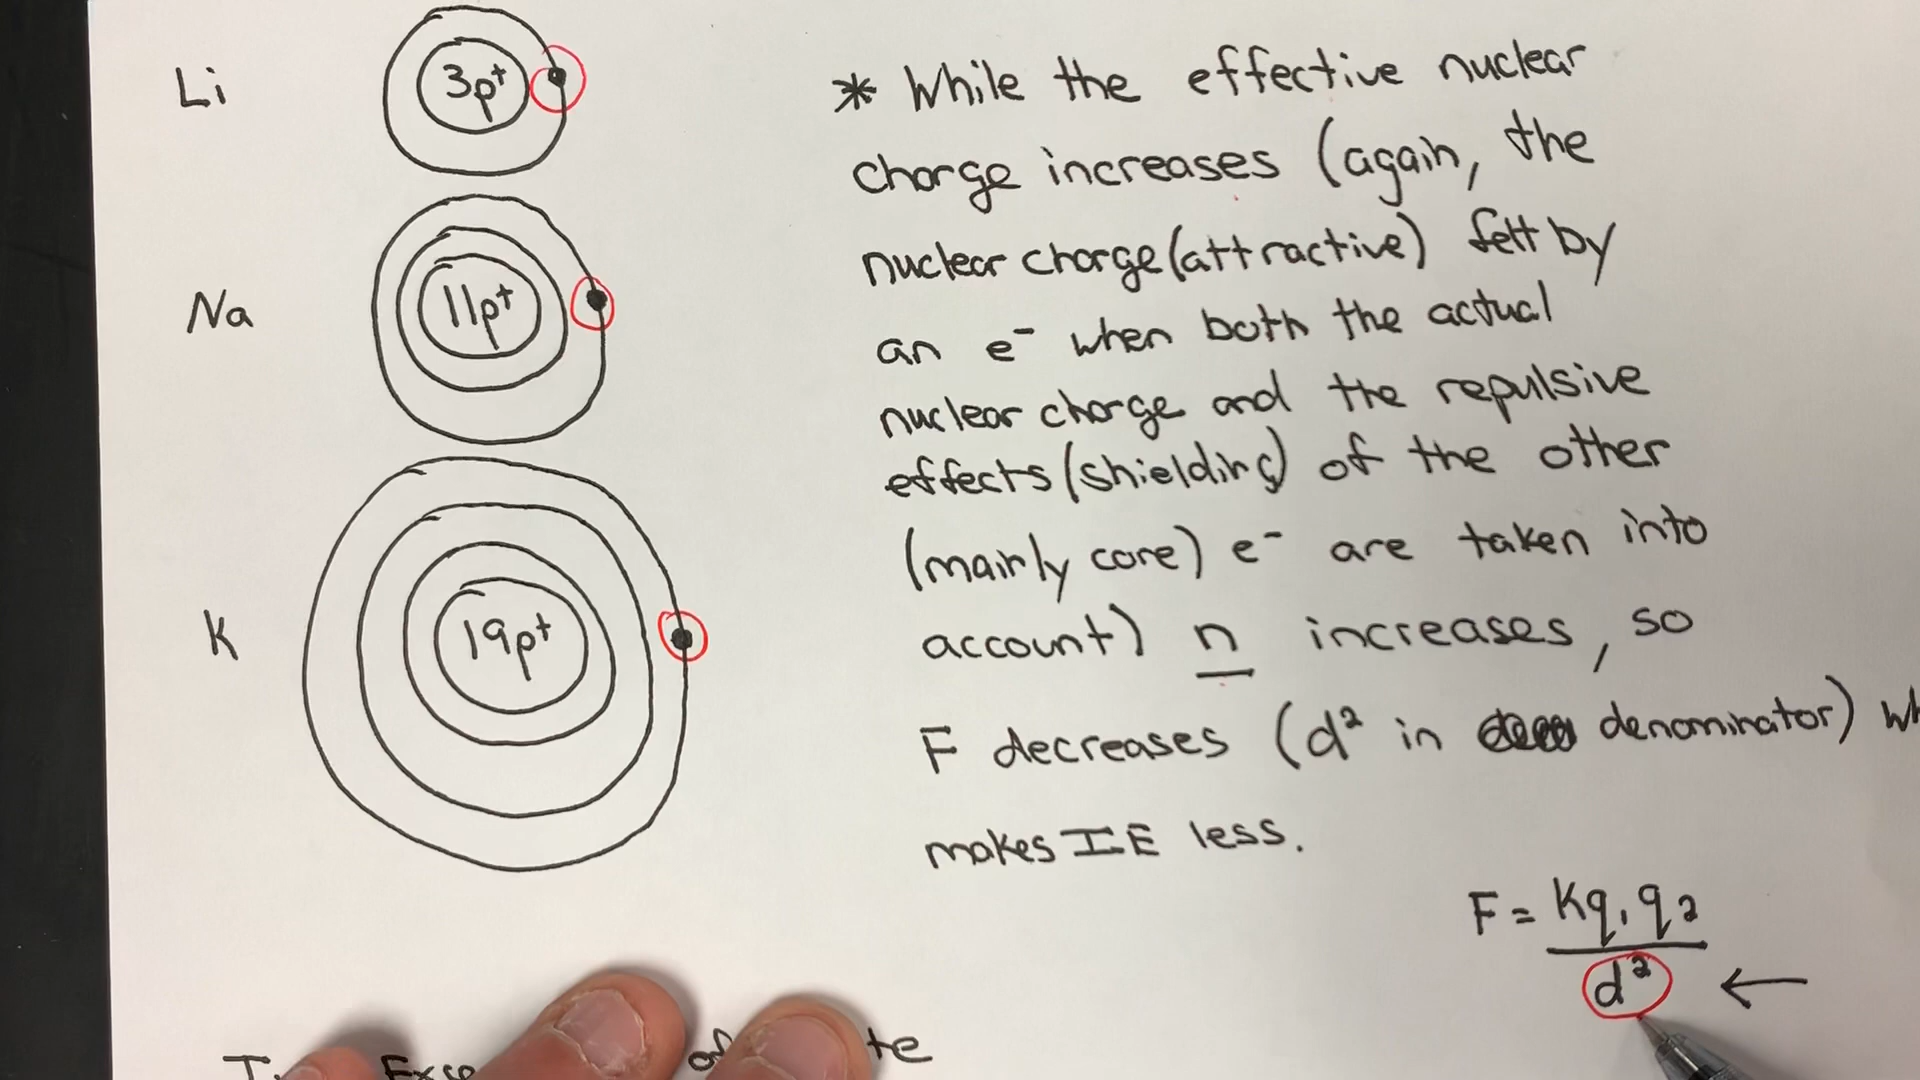 Li
3p⁺
Na
11p⁺
K
19p⁺
* While the effective nuclear
charge increases (again, the
nuclear charge (attractive) felt by
an e⁻ when both the actual
nuclear charge and the repulsive
effects (shielding) of the other
(mainly core) e⁻ are taken into
account) n increases, so
F decreases (d² in denominator)
makes IE less.
F = Kq₁q₂
d² ←